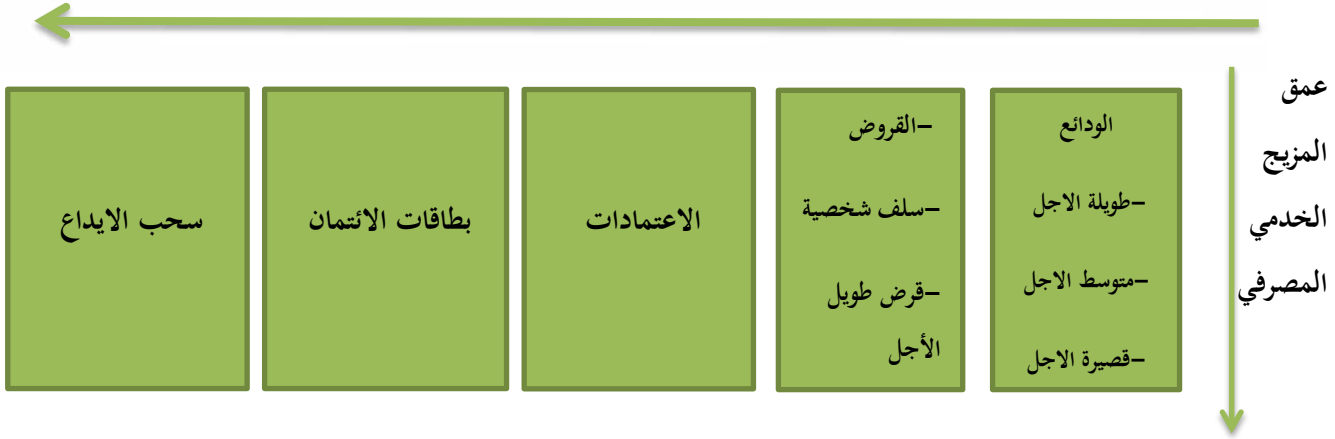 عمق
المزيج
الخدمي
المصرفي
الودائع
–طويلة الاجل
–متوسط الاجل
–قصيرة الاجل
–القروض
–سلف شخصية
–قرض طويل
الأجل
الاعتمادات
بطاقات الائتمان
سحب الايداع